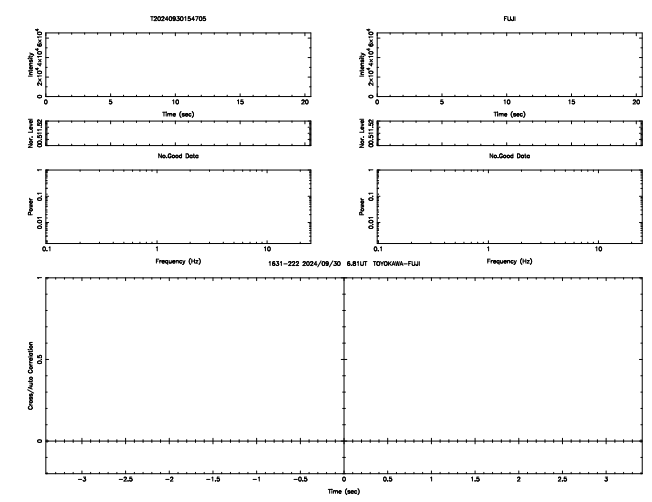 T20240930154705 FUJI
Intensity
0 2×10⁴ 4×10⁴ 6×10⁴
0 5 10 15 20
Time (sec)
Intensity
0 2×10⁴ 4×10⁴ 6×10⁴
0 5 10 15 20
Time (sec)
Nor. Level
00.511.52
Nor. Level
00.511.52
No.Good Data
No.Good Data
Power
0.01 0.1 1
0.1 1 10
Frequency (Hz)
Power
0.01 0.1 1
0.1 1 10
Frequency (Hz)
1631-222 2024/09/30 6.81UT TOYOKAWA-FUJI
Cross/Auto Correlation
0 0.5 1
-3 -2.5 -2 -1.5 -1 -0.5 0 0.5 1 1.5 2 2.5 3
Time (sec)